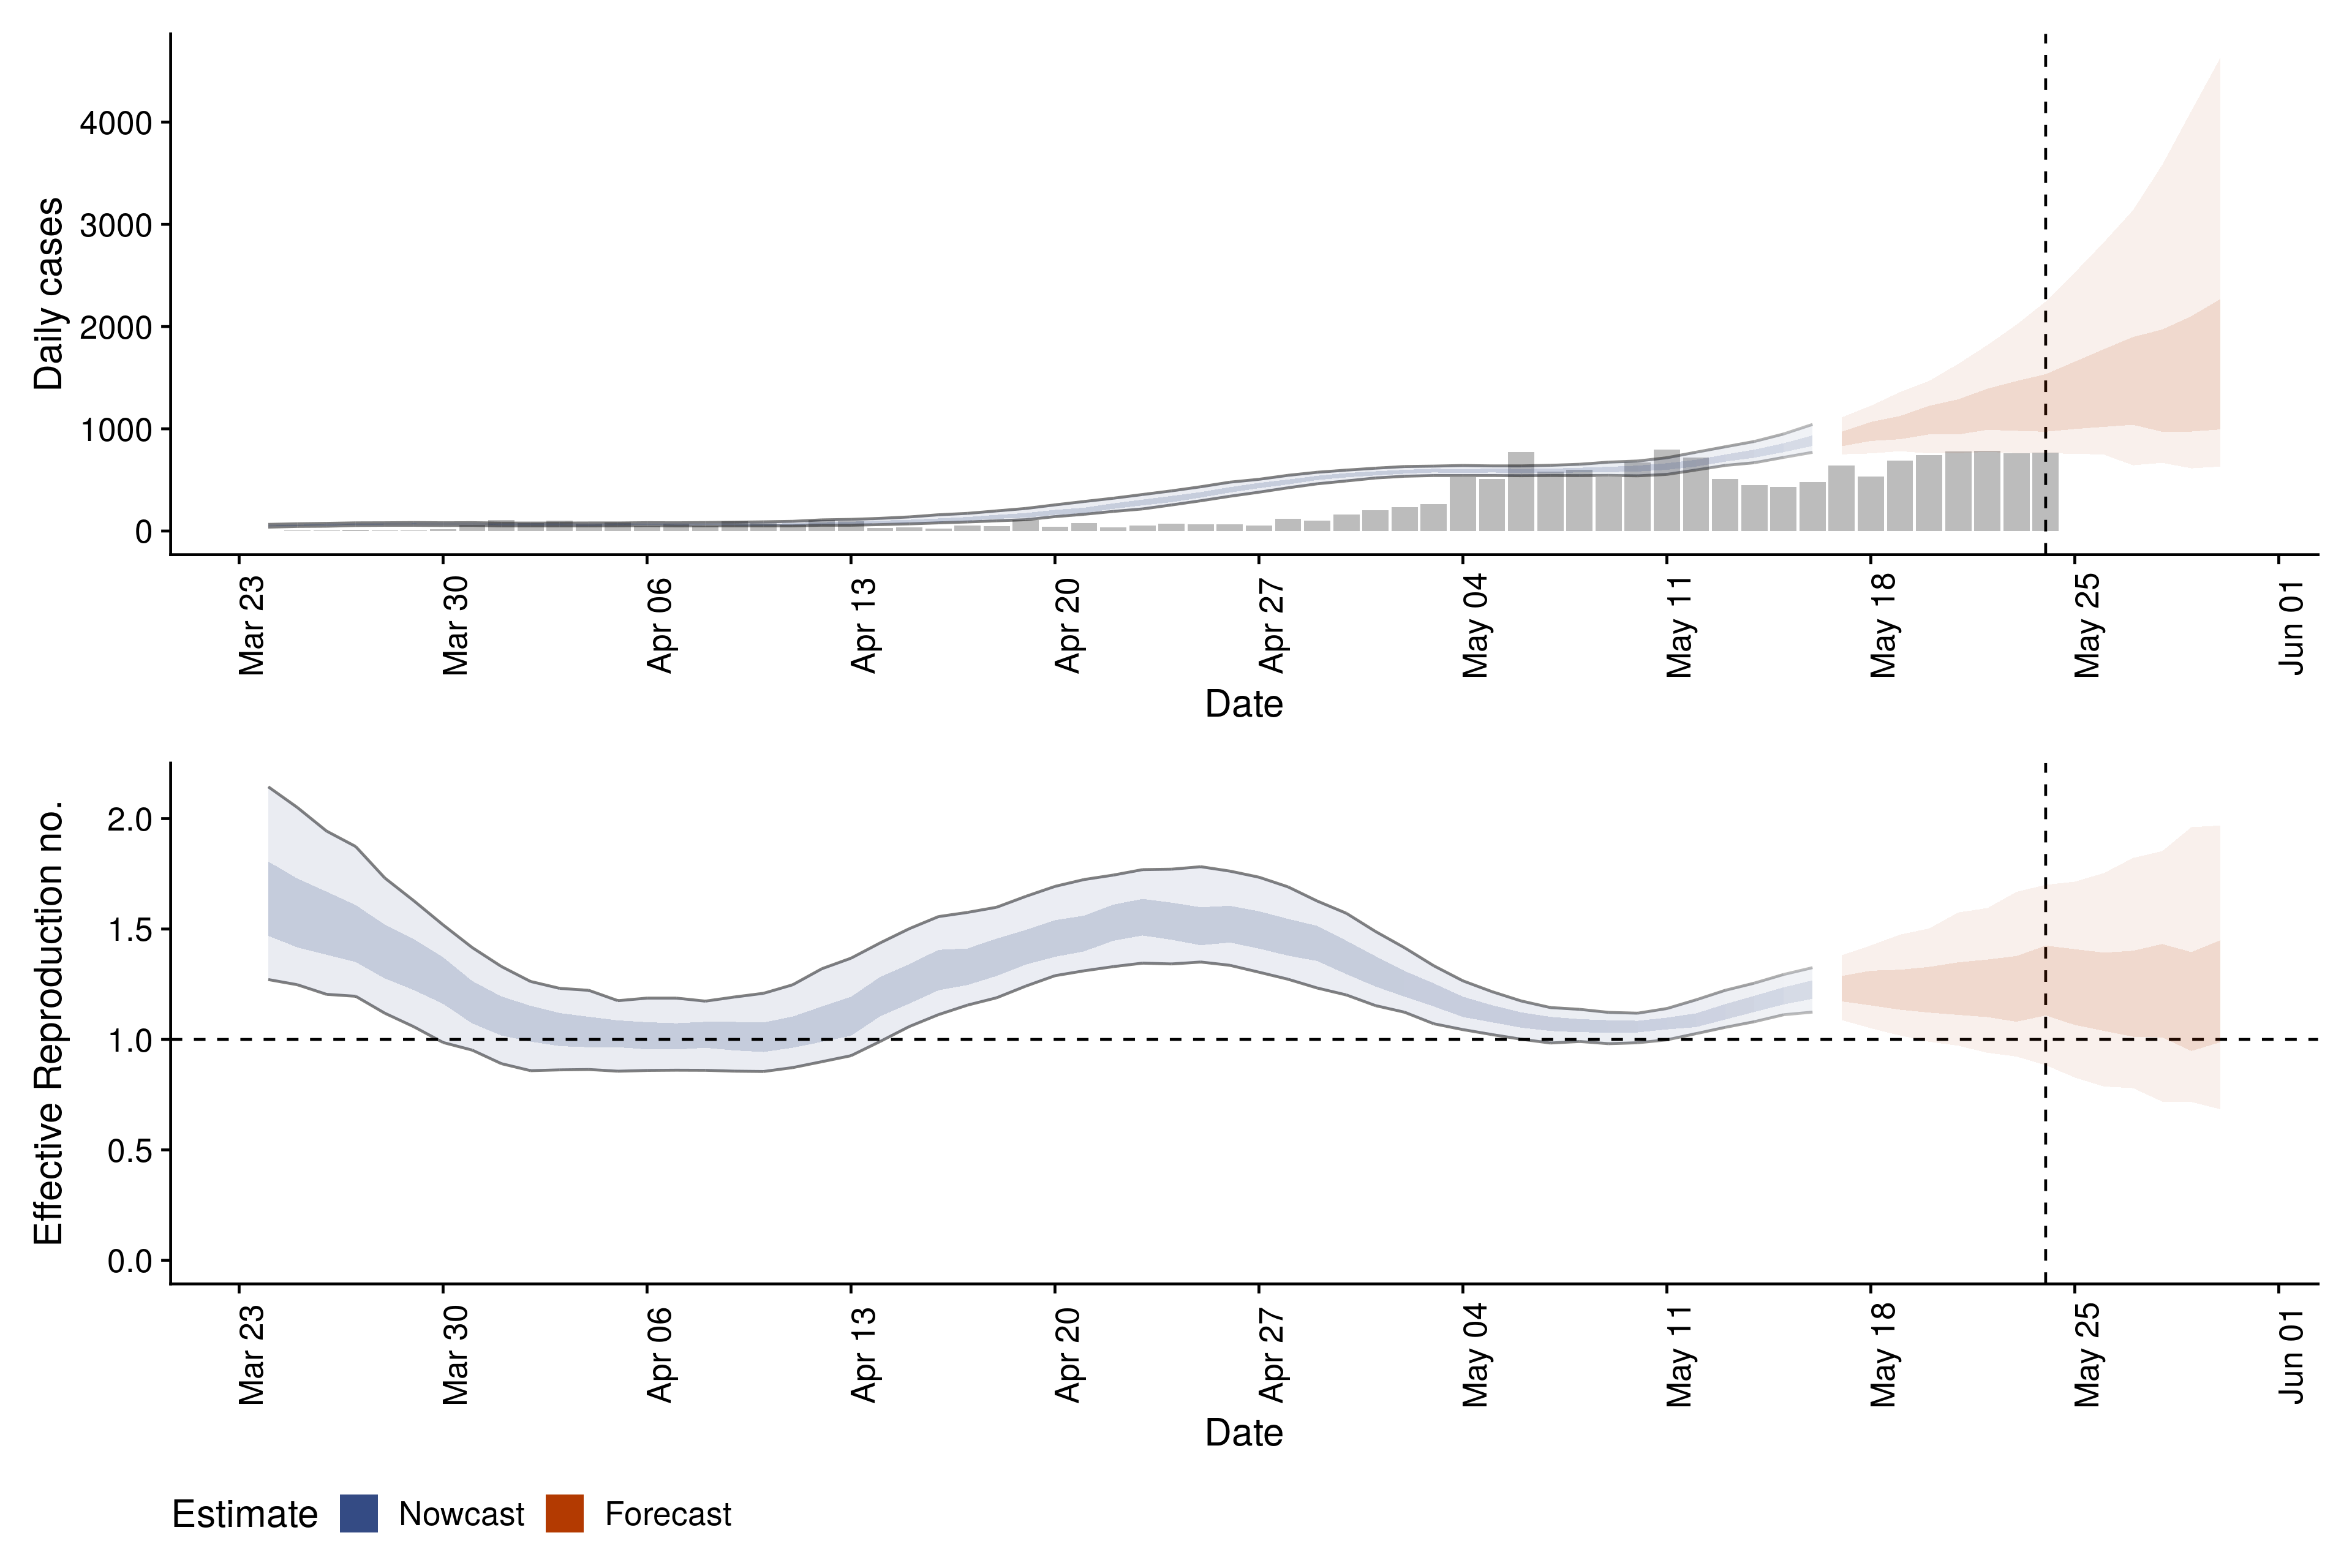 Daily cases
4000
3000
2000
1000
0
Mar 23
Mar 30
Apr 06
Apr 13
Apr 20
Apr 27
May 04
May 11
May 18
May 25
Jun 01
Date
Effective Reproduction no.
2.0
1.5
1.0
0.5
0.0
Mar 23
Mar 30
Apr 06
Apr 13
Apr 20
Apr 27
May 04
May 11
May 18
May 25
Jun 01
Date
Estimate Nowcast Forecast